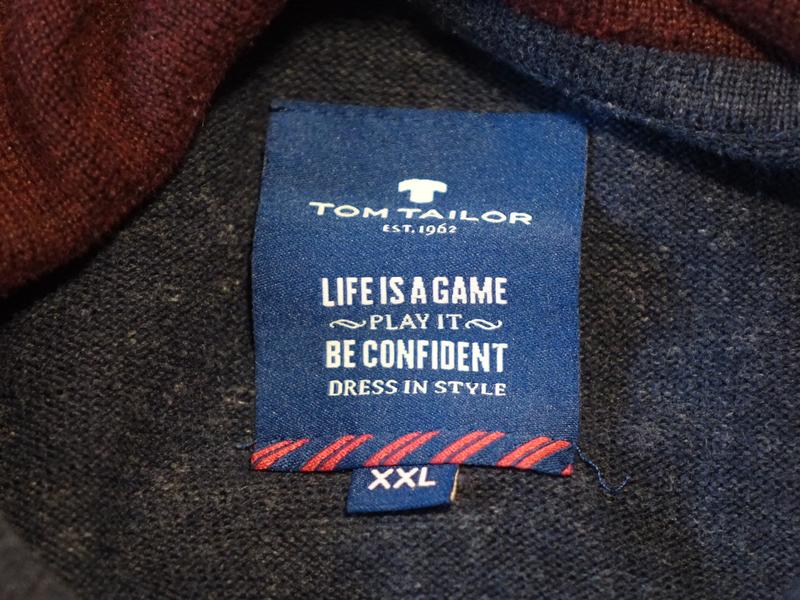 TOM TAILOR
EST. 1962
LIFE IS A GAME
PLAY IT
BE CONFIDENT
DRESS IN STYLE
XXL